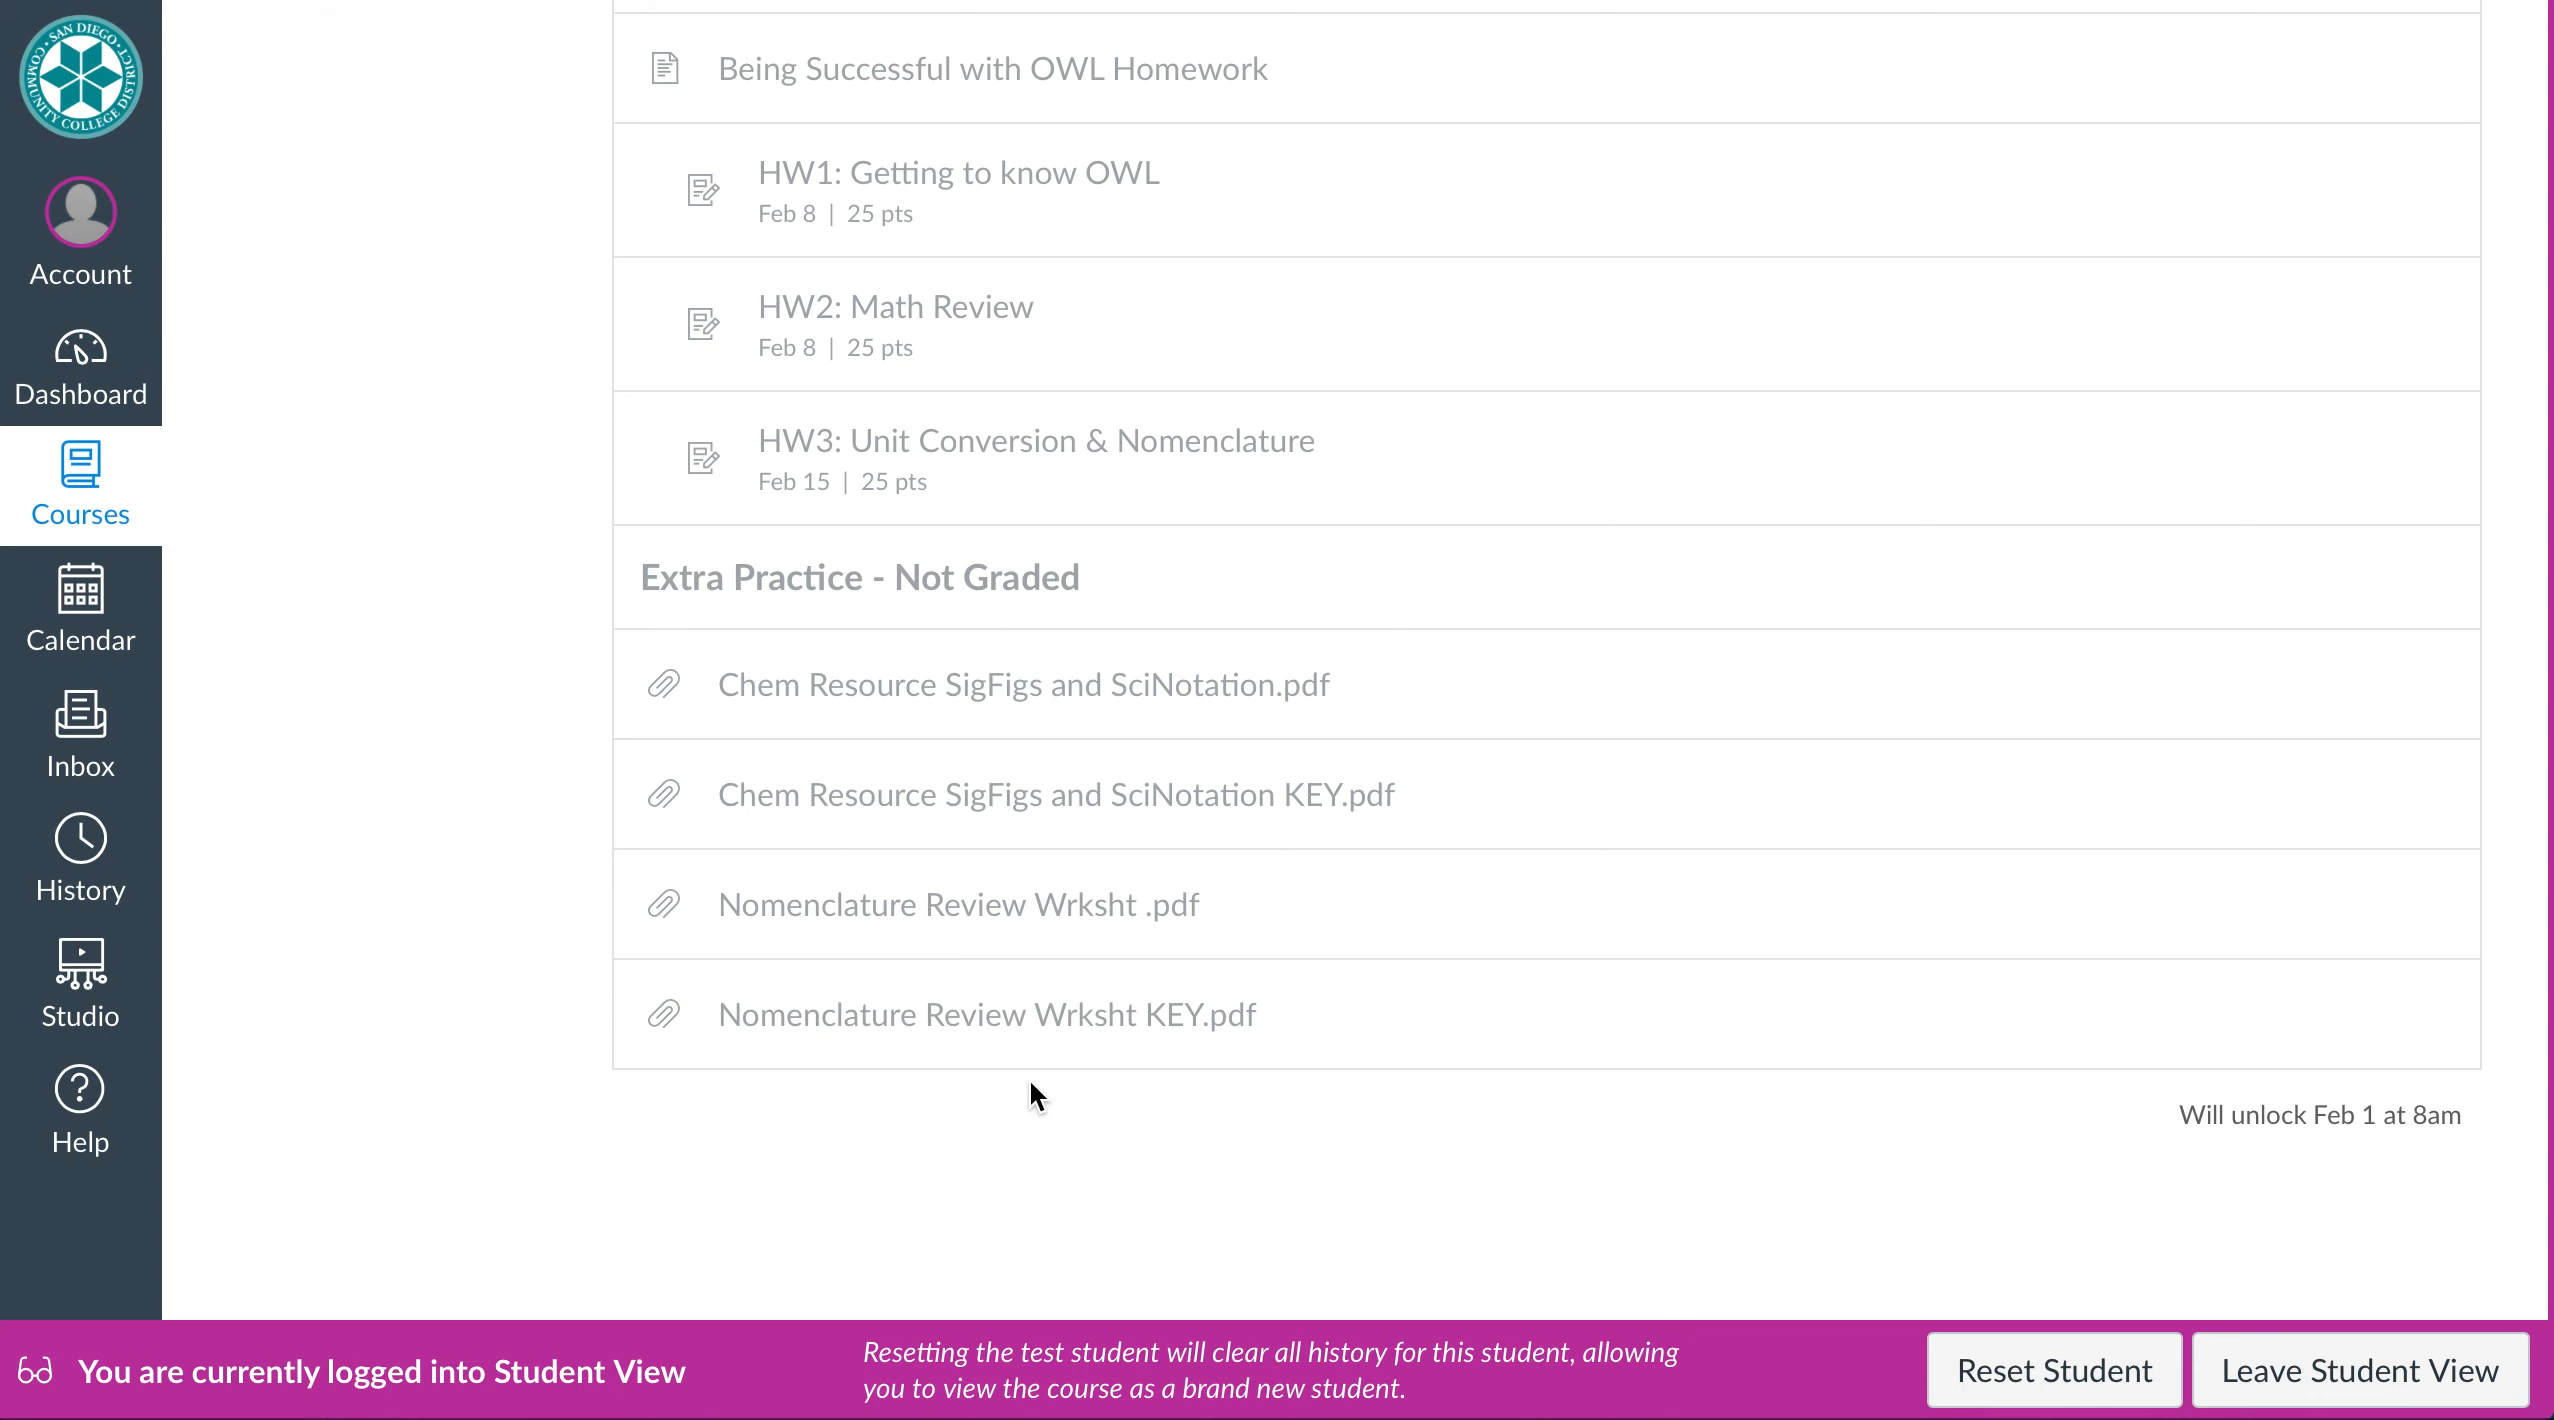 SAN DIEGO
COMMUNITY COLLEGE DISTRICT
Account
Dashboard
Courses
Calendar
Inbox
History
Studio
Help
Being Successful with OWL Homework
HW1: Getting to know OWL
Feb 8 | 25 pts
HW2: Math Review
Feb 8 | 25 pts
HW3: Unit Conversion & Nomenclature
Feb 15 | 25 pts
Extra Practice - Not Graded
Chem Resource SigFigs and SciNotation.pdf
Chem Resource SigFigs and SciNotation KEY.pdf
Nomenclature Review Wrksht .pdf
Nomenclature Review Wrksht KEY.pdf
Will unlock Feb 1 at 8am
You are currently logged into Student View
Resetting the test student will clear all history for this student, allowing
you to view the course as a brand new student.
Reset Student
Leave Student View